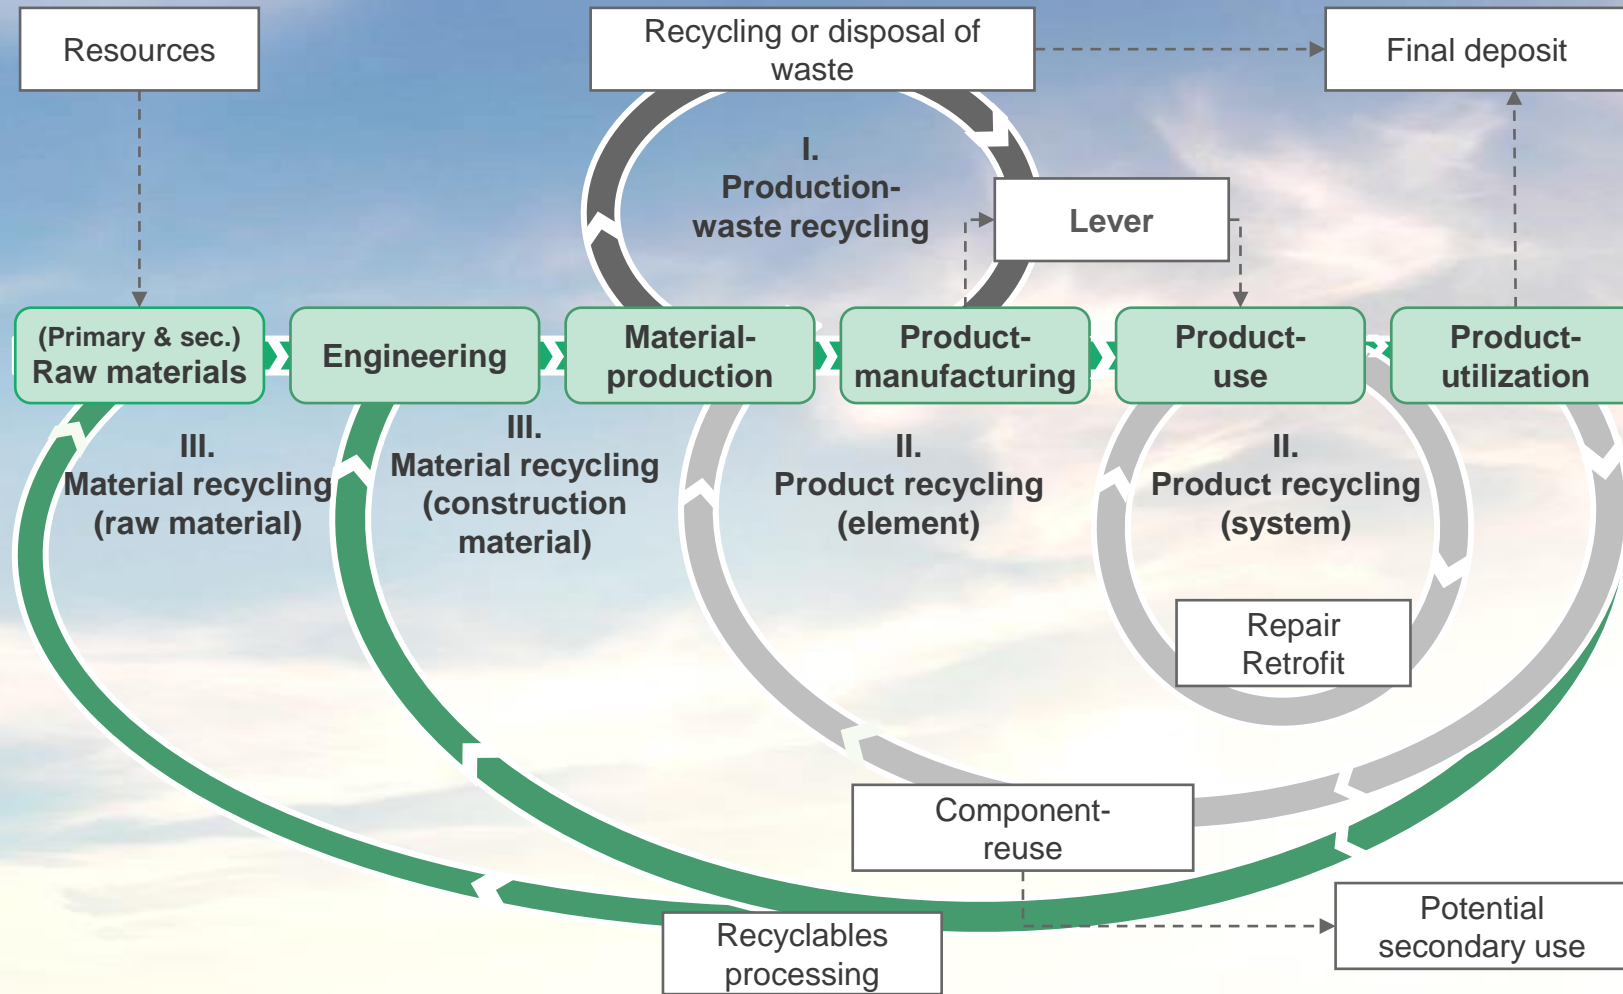 Resources
Recycling or disposal of
waste
Final deposit
I.
Production-
waste recycling
Lever
(Primary & sec.)
Raw materials
Engineering
Material-
production
Product-
manufacturing
Product-
use
Product-
utilization
III.
Material recycling
(raw material)
III.
Material recycling
(construction
material)
II.
Product recycling
(element)
II.
Product recycling
(system)
Repair
Retrofit
Component-
reuse
Recyclables
processing
Potential
secondary use